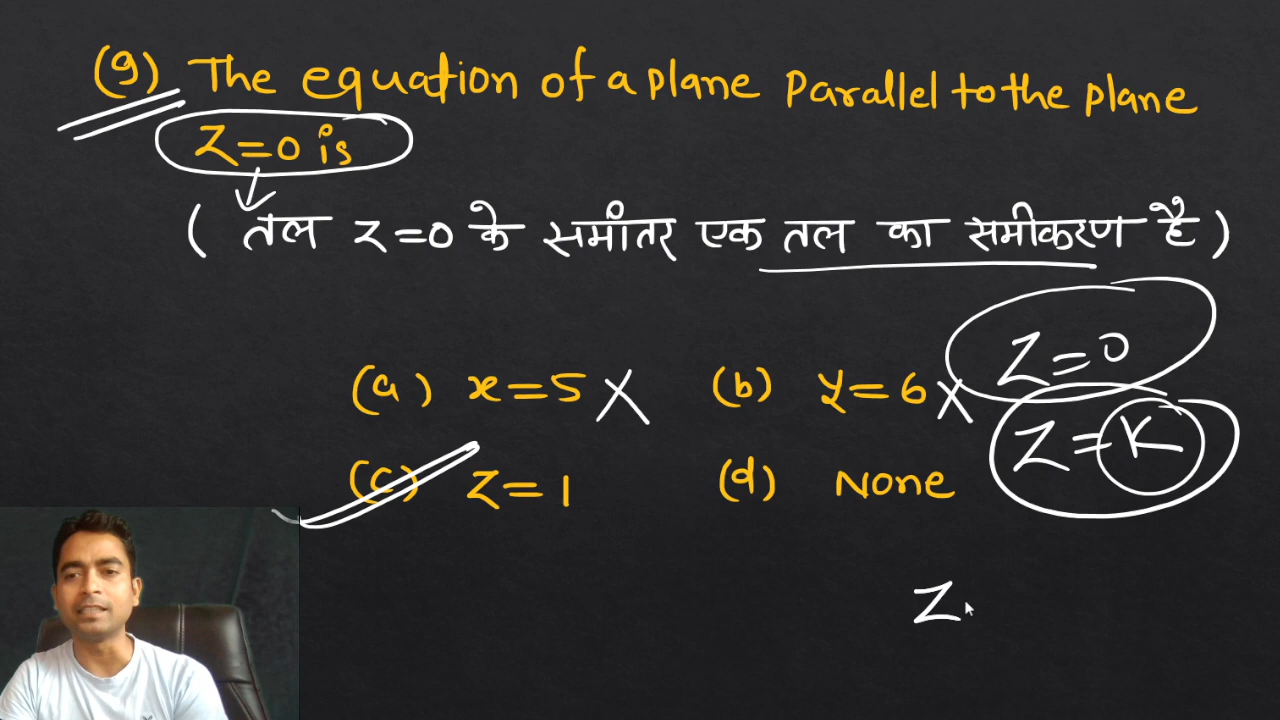 (9) The equation of a plane parallel to the plane
Z=0 is
( तल z=0 के समांतर एक तल का समीकरण है )
Z=0
(a) x=5 X (b) y=6 X
Z=K
(c) z=1 (d) None
Z